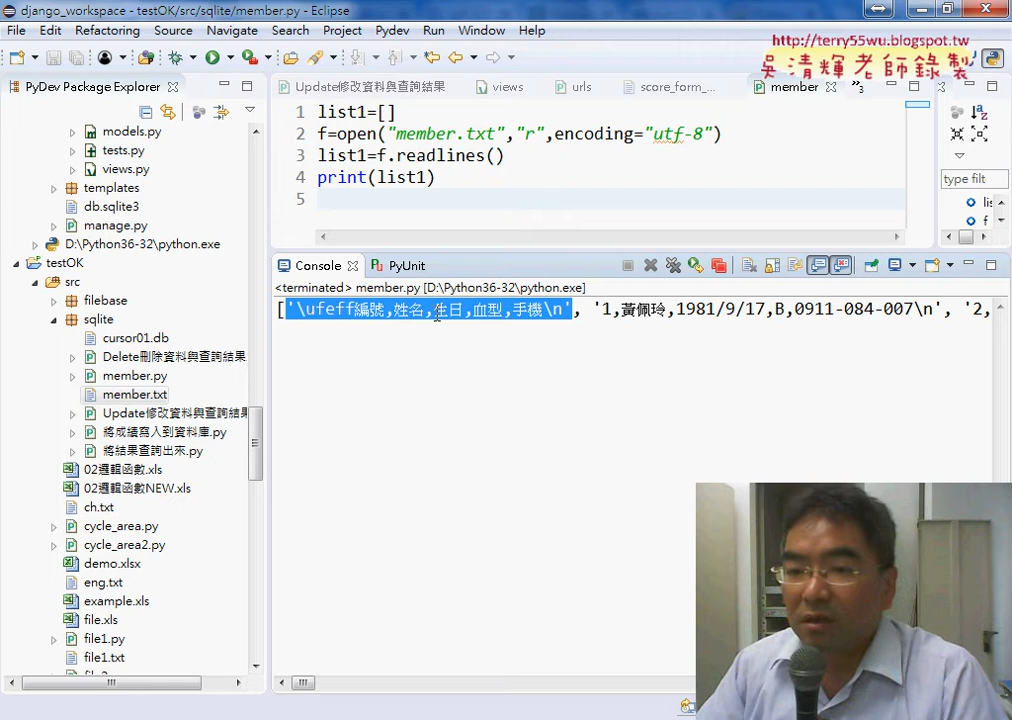 django_workspace - testOK/src/sqlite/member.py - Eclipse
File Edit Refactoring Source Navigate Search Project Pydev Run Window Help
http://terry55wu.blogspot.tw
吳清輝老師錄製
PyDev Package Explorer
models.py
tests.py
views.py
templates
db.sqlite3
manage.py
D:\Python36-32\python.exe
testOK
src
filebase
sqlite
cursor01.db
Delete刪除資料與查詢結果
member.py
member.txt
Update修改資料與查詢結果
將成績寫入到資料庫.py
將結果查詢出來.py
02邏輯函數.xls
02邏輯函數NEW.xls
ch.txt
cycle_area.py
cycle_area2.py
demo.xlsx
eng.txt
example.xls
file.xls
file1.py
file1.txt
Update修改資料與查詢結果 views urls score_form_... member »3
1 list1=[]
2 f=open("member.txt","r",encoding="utf-8")
3 list1=f.readlines()
4 print(list1)
5
type filt
lis
f
Console PyUnit
<terminated> member.py [D:\Python36-32\python.exe]
['\ufeff編號,姓名,生日,血型,手機\n', '1,黃佩玲,1981/9/17,B,0911-084-007\n', '2,